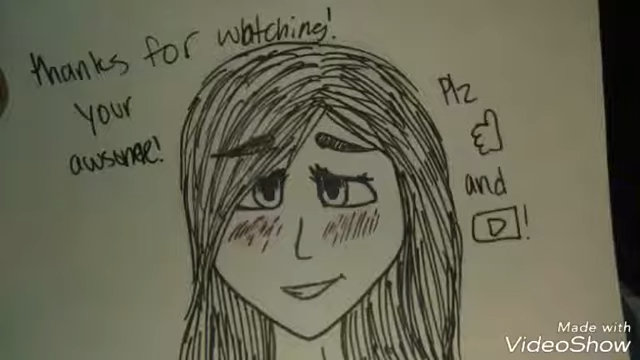 thanks for watching!
your
awsome!
Plz
and
Made with
VideoShow